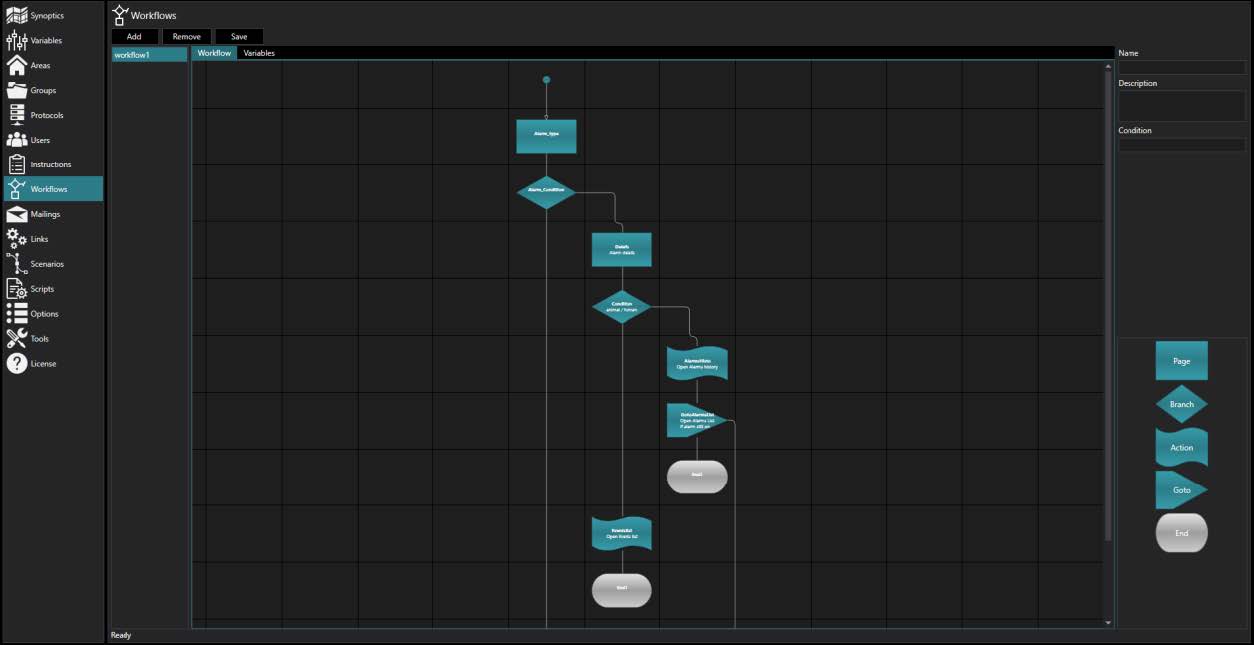 Synoptics
Variables
Areas
Groups
Protocols
Users
Instructions
Workflows
Mailings
Links
Scenarios
Scripts
Options
Tools
License
Workflows
Add Remove Save
workflow1
Workflow Variables
Alarm_type
Alarm_Condition
Details
Alarm details
Condition
animal / human
Open Alarms history
GotoAlarmsList
Open Alarms List
if alarm still on
End2
EventsList
Open Events list
End1
Name
Description
Condition
Page
Branch
Action
Goto
End
Ready